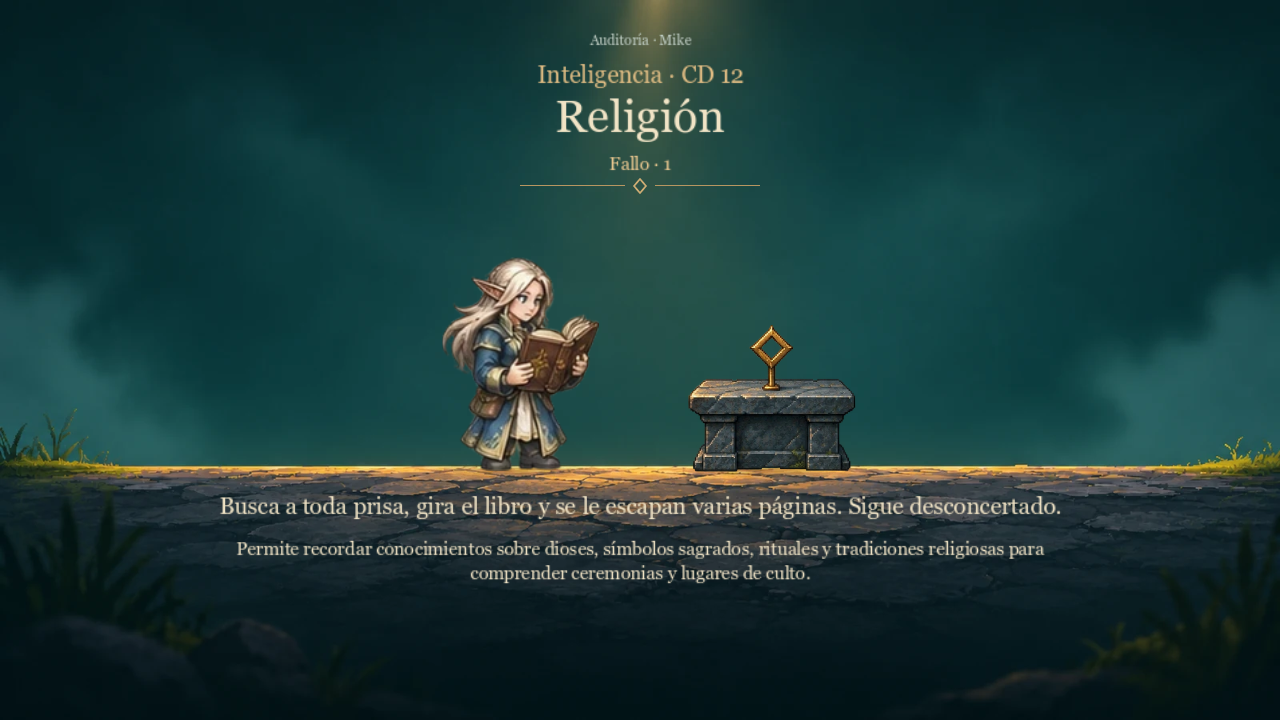 Auditoría · Mike
Inteligencia · CD 12
Religión
Fallo · 1
Busca a toda prisa, gira el libro y se le escapan varias páginas. Sigue desconcertado.
Permite recordar conocimientos sobre dioses, símbolos sagrados, rituales y tradiciones religiosas para
comprender ceremonias y lugares de culto.